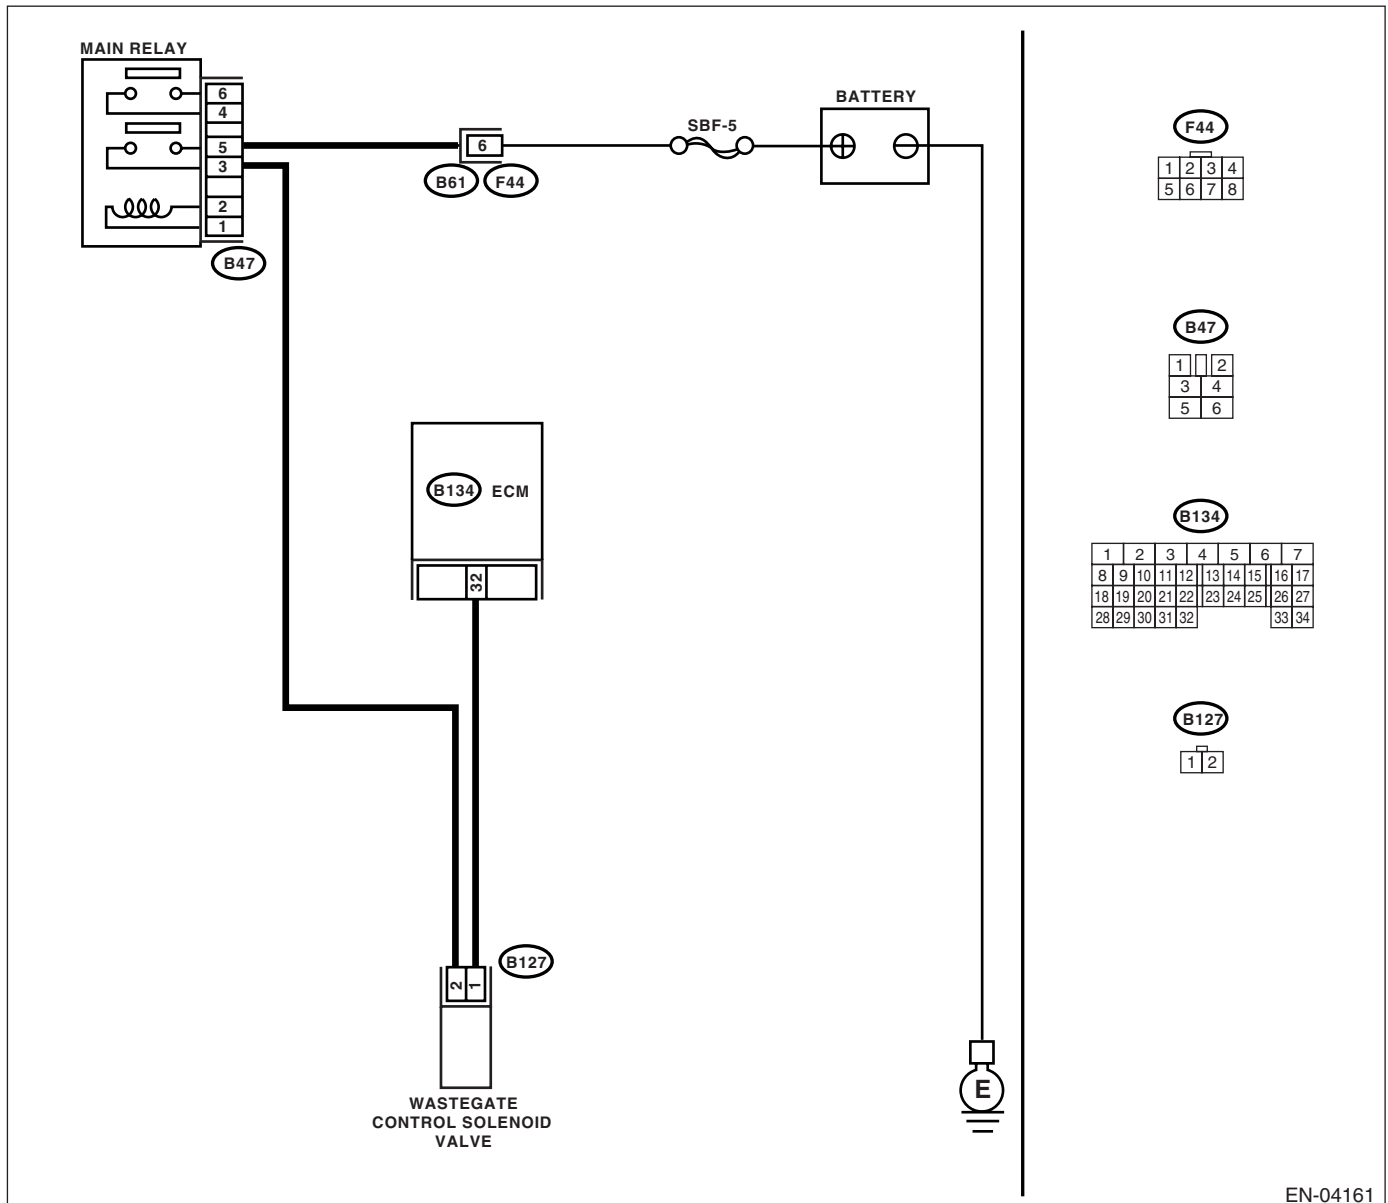 MAIN RELAY
6
4
5
3
2
1
B47
6
B61 F44
SBF-5
BATTERY
B134 ECM
32
B127
2 1
WASTEGATE
CONTROL SOLENOID
VALVE
E
F44
1 2 3 4
5 6 7 8
B47
1 2
3 4
5 6
B134
1 2 3 4 5 6 7
8 9 10 11 12 13 14 15 16 17
18 19 20 21 22 23 24 25 26 27
28 29 30 31 32 33 34
B127
1 2
EN-04161